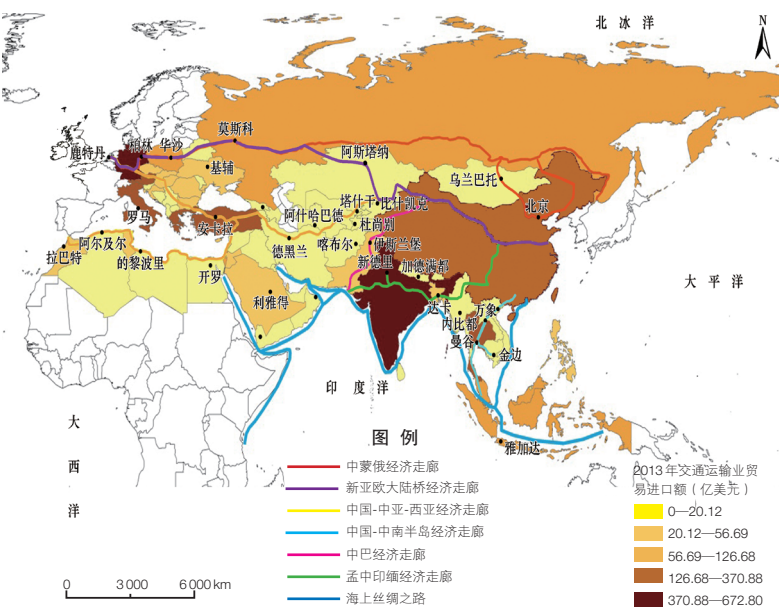 北 冰 洋
N
莫斯科
鹿特丹
柏林
华沙
阿斯塔纳
基辅
乌兰巴托
塔什干
比什凯克
北京
罗马
阿什哈巴德
杜尚别
安卡拉
阿尔及尔
喀布尔
伊斯兰堡
拉巴特
的黎波里
德黑兰
新德里
加德满都
开罗
太 平 洋
利雅得
达卡
万象
内比都
曼谷
金边
印 度 洋
大
西
洋
雅加达
图 例
中蒙俄经济走廊
新亚欧大陆桥经济走廊
中国-中亚-西亚经济走廊
中国-中南半岛经济走廊
中巴经济走廊
孟中印缅经济走廊
海上丝绸之路
2013 年交通运输业贸
易进口额（亿美元）
0—20.12
20.12—56.69
56.69—126.68
126.68—370.88
370.88—672.80
0 3 000 6 000 km